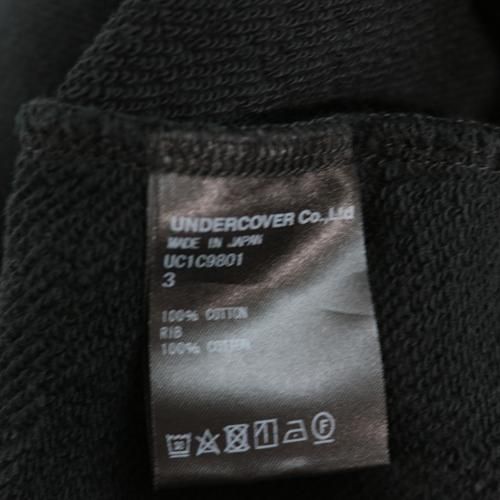 UNDERCOVER Co.,Ltd
MADE IN JAPAN
UC1C9801
3
100% COTTON
RIB
100% COTTON